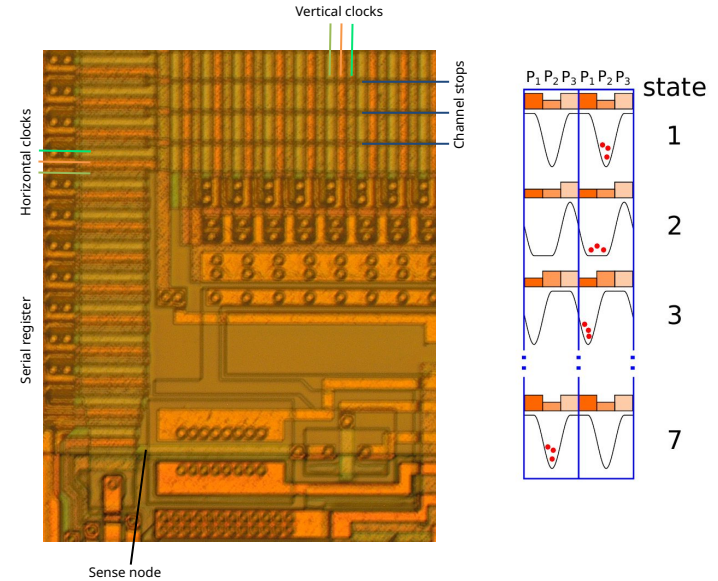 Vertical clocks
Channel stops
Horizontal clocks
Serial register
Sense node
P1 P2 P3 P1 P2 P3
state
1
2
3
7